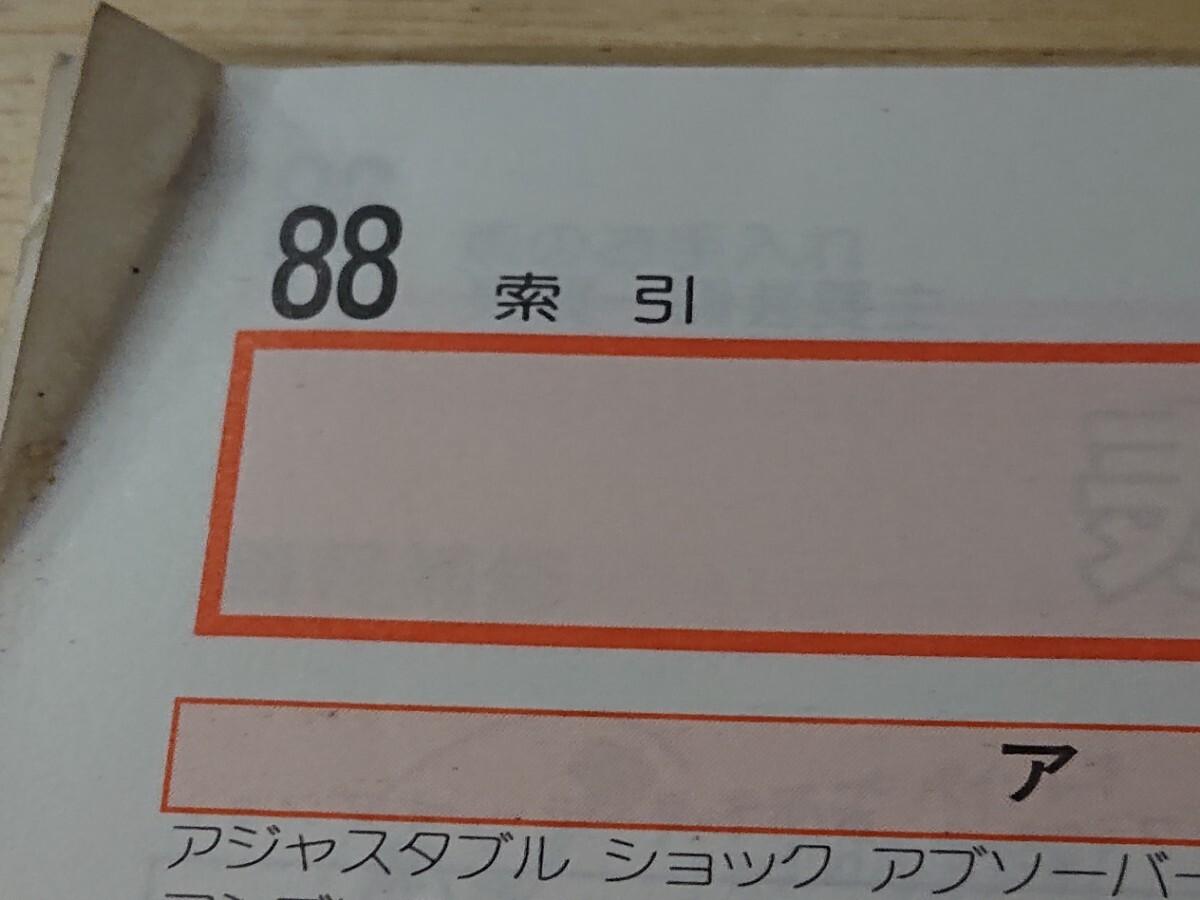 88 索 引
ア
アジャスタブル ショック アブソーバー